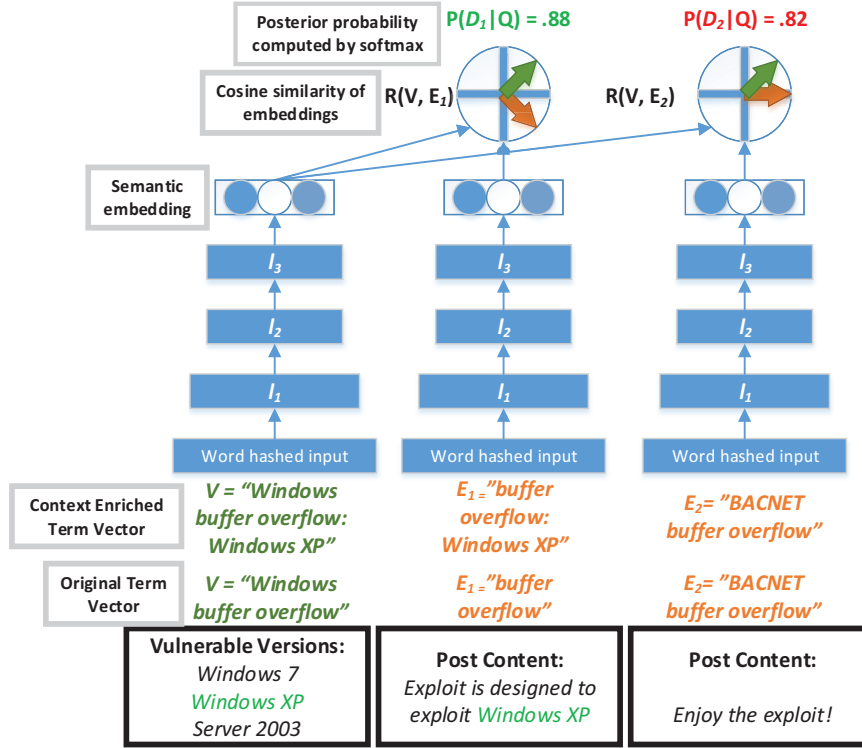 Posterior probability
computed by softmax
P(D₁|Q) = .88
P(D₂|Q) = .82
Cosine similarity of
embeddings
R(V, E₁)
R(V, E₂)
Semantic
embedding
l₃
l₃
l₃
l₂
l₂
l₂
l₁
l₁
l₁
Word hashed input
Word hashed input
Word hashed input
Context Enriched
Term Vector
V = “Windows
buffer overflow:
Windows XP”
E₁ =”buffer
overflow:
Windows XP”
E₂= ”BACNET
buffer overflow”
Original Term
Vector
V = “Windows
buffer overflow”
E₁ =”buffer
overflow”
E₂= ”BACNET
buffer overflow”
Vulnerable Versions:
Windows 7
Windows XP
Server 2003
Post Content:
Exploit is designed to
exploit Windows XP
Post Content:
Enjoy the exploit!